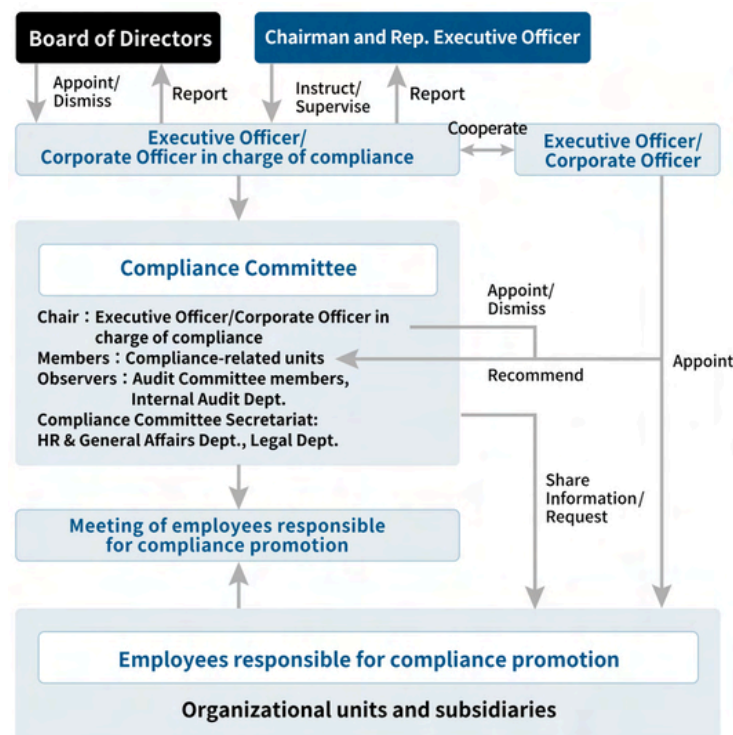 Board of Directors
Chairman and Rep. Executive Officer
Appoint/
Dismiss
Report
Instruct/
Supervise
Report
Executive Officer/
Corporate Officer in charge of compliance
Cooperate
Executive Officer/
Corporate Officer
Compliance Committee
Chair：Executive Officer/Corporate Officer in
charge of compliance
Members：Compliance-related units
Observers：Audit Committee members,
Internal Audit Dept.
Compliance Committee Secretariat:
HR & General Affairs Dept., Legal Dept.
Appoint/
Dismiss
Recommend
Appoint
Share
Information/
Request
Meeting of employees responsible
for compliance promotion
Employees responsible for compliance promotion
Organizational units and subsidiaries